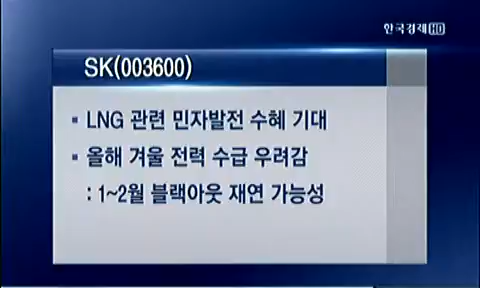 한국경제HD
SK(003600)
▪ LNG 관련 민자발전 수혜 기대
▪ 올해 겨울 전력 수급 우려감
: 1~2월 블랙아웃 재연 가능성